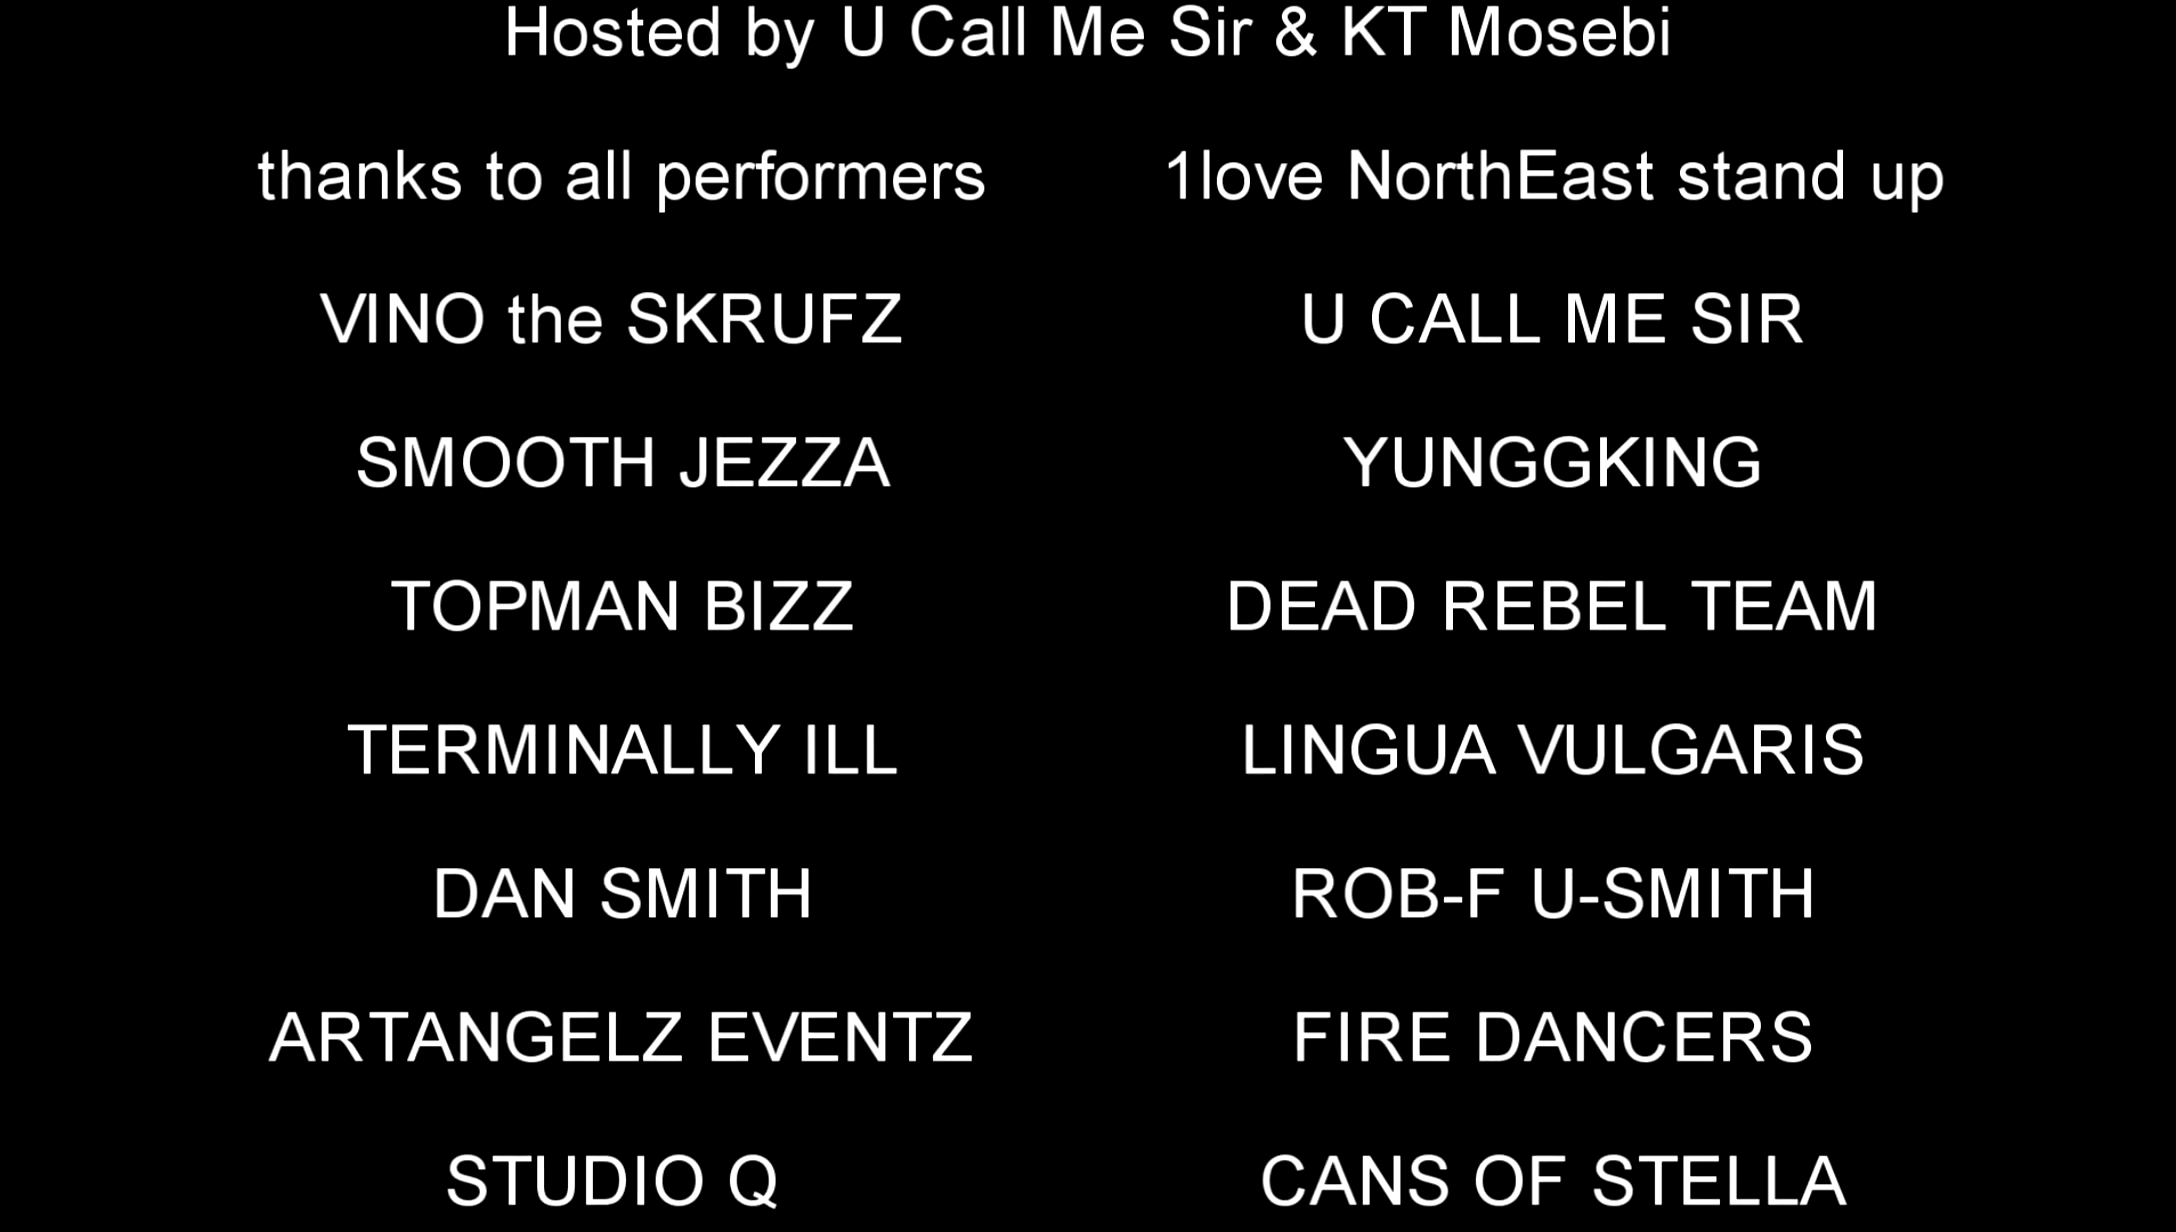 Hosted by U Call Me Sir & KT Mosebi
thanks to all performers 1love NorthEast stand up
VINO the SKRUFZ U CALL ME SIR
SMOOTH JEZZA YUNGGKING
TOPMAN BIZZ DEAD REBEL TEAM
TERMINALLY ILL LINGUA VULGARIS
DAN SMITH ROB-F U-SMITH
ARTANGELZ EVENTZ FIRE DANCERS
STUDIO Q CANS OF STELLA